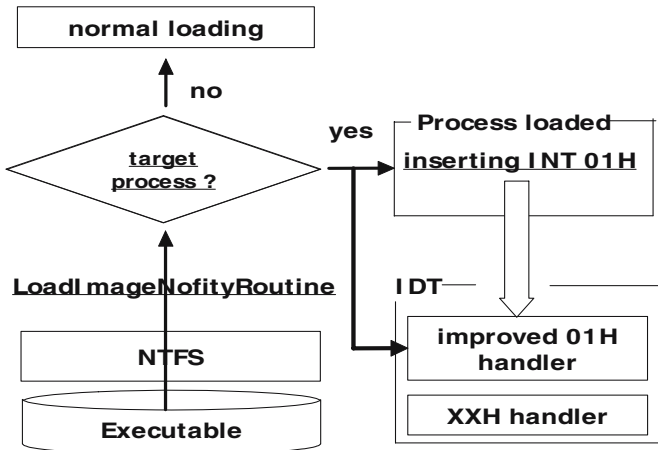 normal loading
no
yes
target
process ?
Process loaded
inserting INT 01H
LoadImageNofityRoutine
IDT
NTFS
improved 01H
handler
Executable
XXH handler